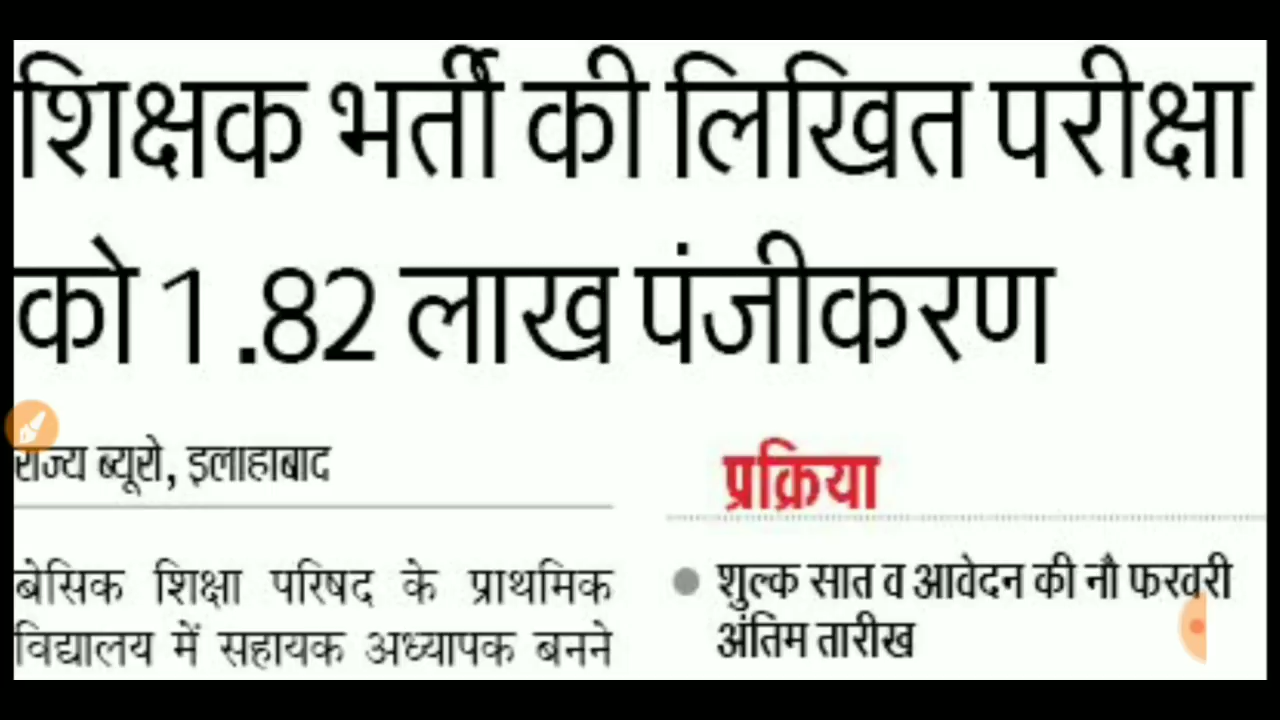 शिक्षक भर्ती की लिखित परीक्षा
को 1.82 लाख पंजीकरण
राज्य ब्यूरो, इलाहाबाद
बेसिक शिक्षा परिषद के प्राथमिक
विद्यालय में सहायक अध्यापक बनने
प्रक्रिया
शुल्क सात व आवेदन की नौ फरवरी
अंतिम तारीख